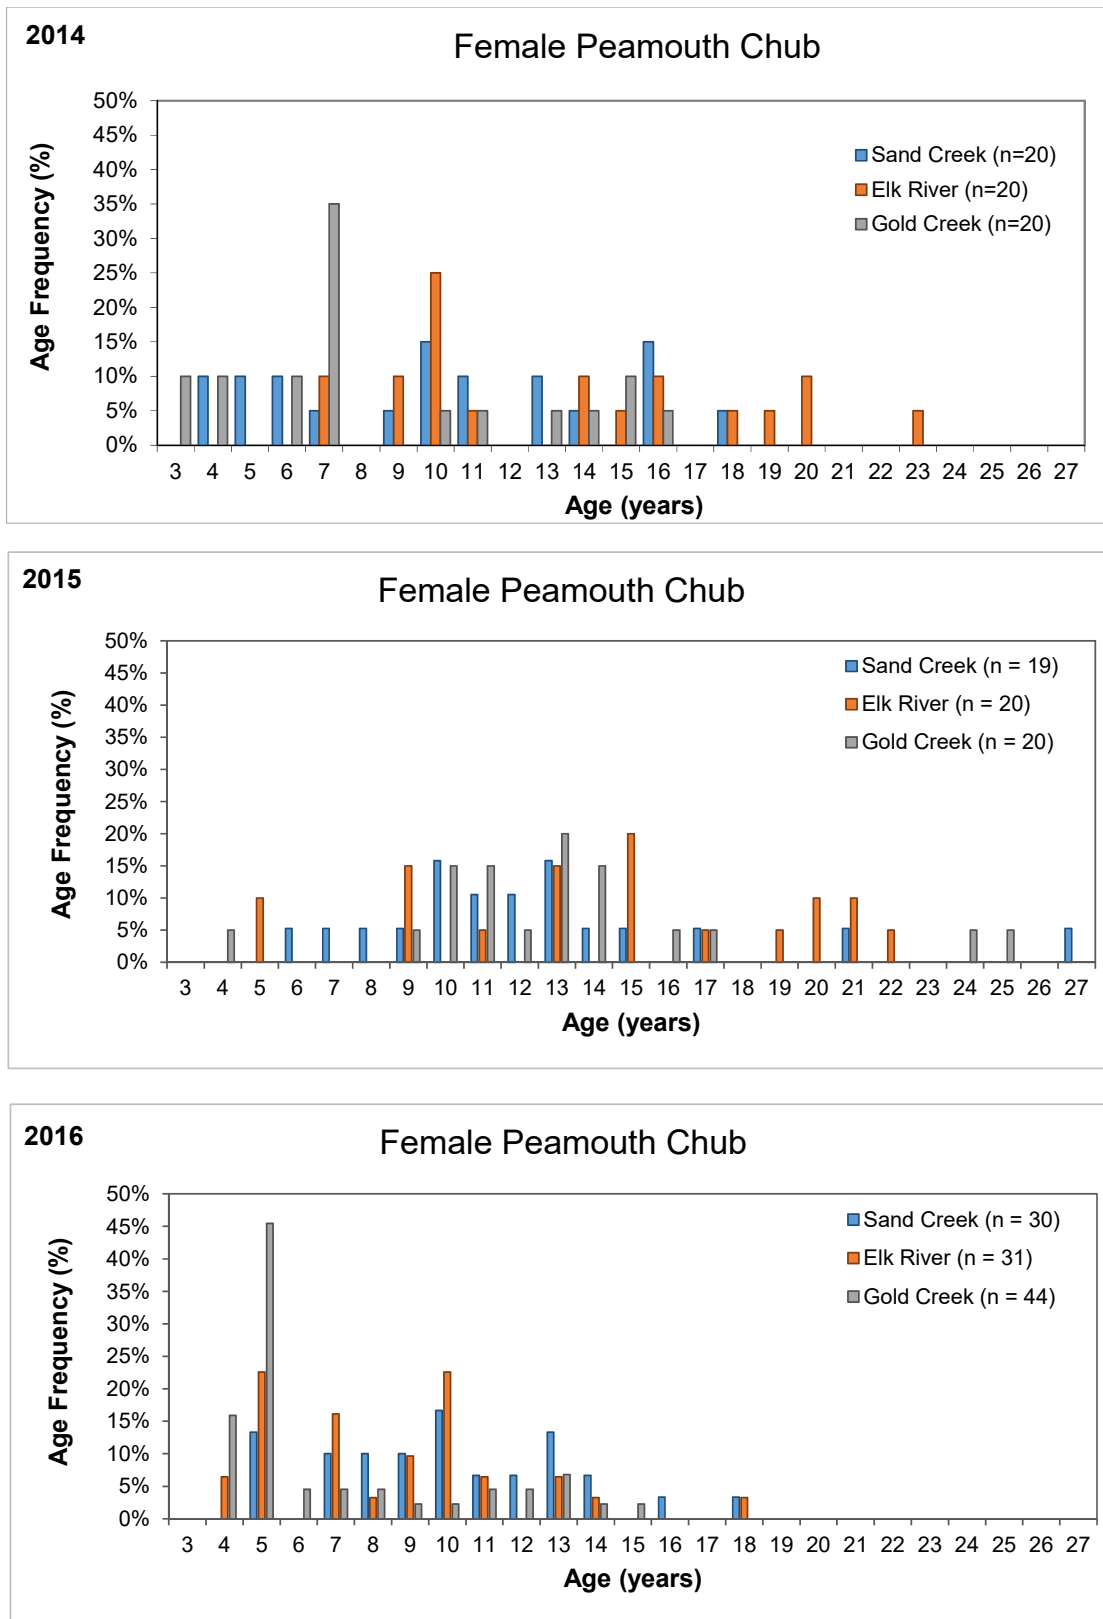 2014
Female Peamouth Chub
50%
45%
40%
35%
30%
25%
20%
15%
10%
5%
0%
Age Frequency (%)
Sand Creek (n=20)
Elk River (n=20)
Gold Creek (n=20)
3 4 5 6 7 8 9 10 11 12 13 14 15 16 17 18 19 20 21 22 23 24 25 26 27
Age (years)
2015
Female Peamouth Chub
50%
45%
40%
35%
30%
25%
20%
15%
10%
5%
0%
Age Frequency (%)
Sand Creek (n = 19)
Elk River (n = 20)
Gold Creek (n = 20)
3 4 5 6 7 8 9 10 11 12 13 14 15 16 17 18 19 20 21 22 23 24 25 26 27
Age (years)
2016
Female Peamouth Chub
50%
45%
40%
35%
30%
25%
20%
15%
10%
5%
0%
Age Frequency (%)
Sand Creek (n = 30)
Elk River (n = 31)
Gold Creek (n = 44)
3 4 5 6 7 8 9 10 11 12 13 14 15 16 17 18 19 20 21 22 23 24 25 26 27
Age (years)